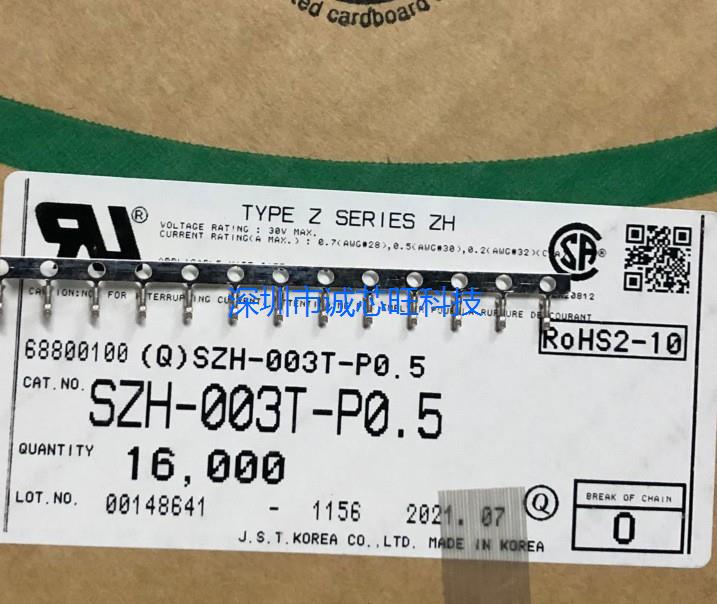 ed cardboard
TYPE Z SERIES ZH
VOLTAGE RATING : 30V MAX.
CURRENT RATING(A MAX.) : 0.7(AWG#28),0.5(AWG#30),0.2(AWG#32)
深圳市诚芯旺科技
RoHS2-10
68800100 (Q)SZH-003T-P0.5
CAT.NO. SZH-003T-P0.5
QUANTITY 16,000
LOT.NO. 00148641 - 1156 2021.07 Q
BREAK OF CHAIN
0
J.S.T.KOREA CO.,LTD. MADE IN KOREA